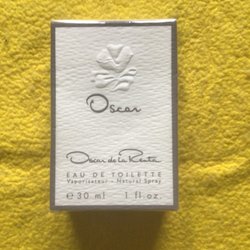 Oscar
Oscar de la Renta
EAU DE TOILETTE
Vaporisateur - Natural Spray
℮ 30 ml 1 fl oz.